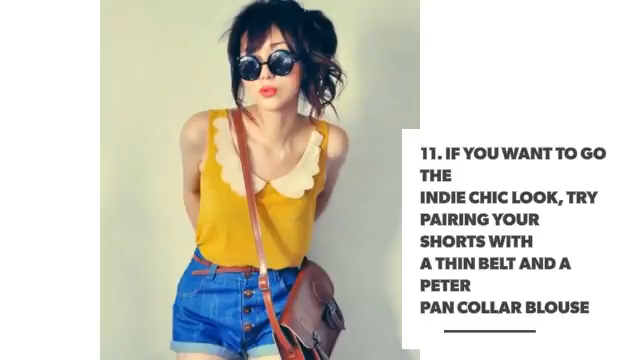 11. IF YOU WANT TO GO
THE
INDIE CHIC LOOK, TRY
PAIRING YOUR
SHORTS WITH
A THIN BELT AND A
PETER
PAN COLLAR BLOUSE